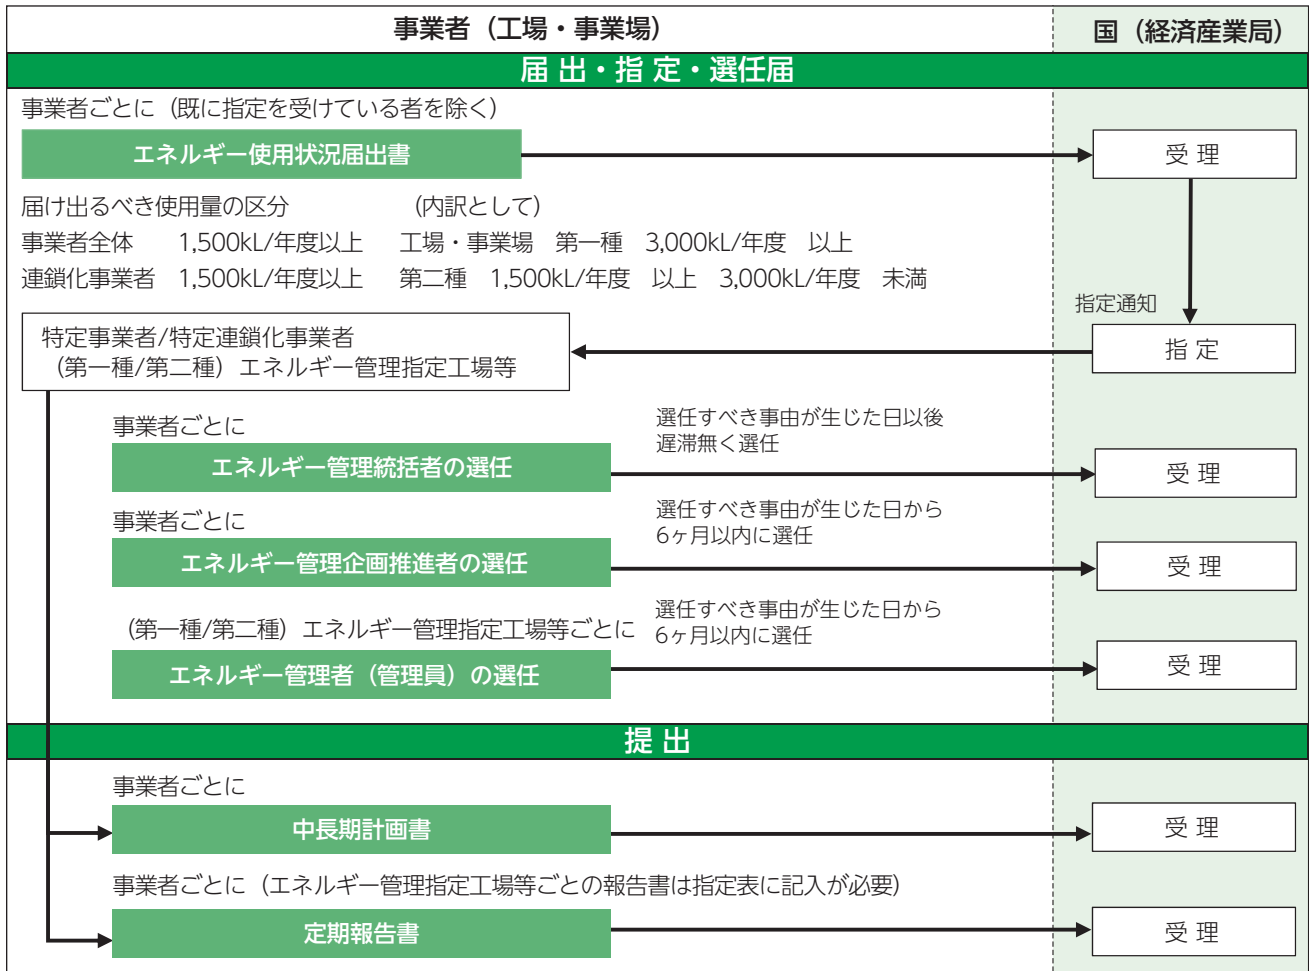 事業者（工場・事業場）
国（経済産業局）
届 出・指 定・選任届
事業者ごとに（既に指定を受けている者を除く）
エネルギー使用状況届出書
受 理
届け出るべき使用量の区分 （内訳として）
事業者全体 1,500kL/年度以上 工場・事業場 第一種 3,000kL/年度 以上
連鎖化事業者 1,500kL/年度以上 第二種 1,500kL/年度 以上 3,000kL/年度 未満
指定通知
特定事業者/特定連鎖化事業者
（第一種/第二種）エネルギー管理指定工場等
指 定
事業者ごとに
選任すべき事由が生じた日以後
遅滞無く選任
エネルギー管理統括者の選任
受 理
事業者ごとに
選任すべき事由が生じた日から
6ヶ月以内に選任
エネルギー管理企画推進者の選任
受 理
（第一種/第二種）エネルギー管理指定工場等ごとに
選任すべき事由が生じた日から
6ヶ月以内に選任
エネルギー管理者（管理員）の選任
受 理
提 出
事業者ごとに
中長期計画書
受 理
事業者ごとに（エネルギー管理指定工場等ごとの報告書は指定表に記入が必要）
定期報告書
受 理